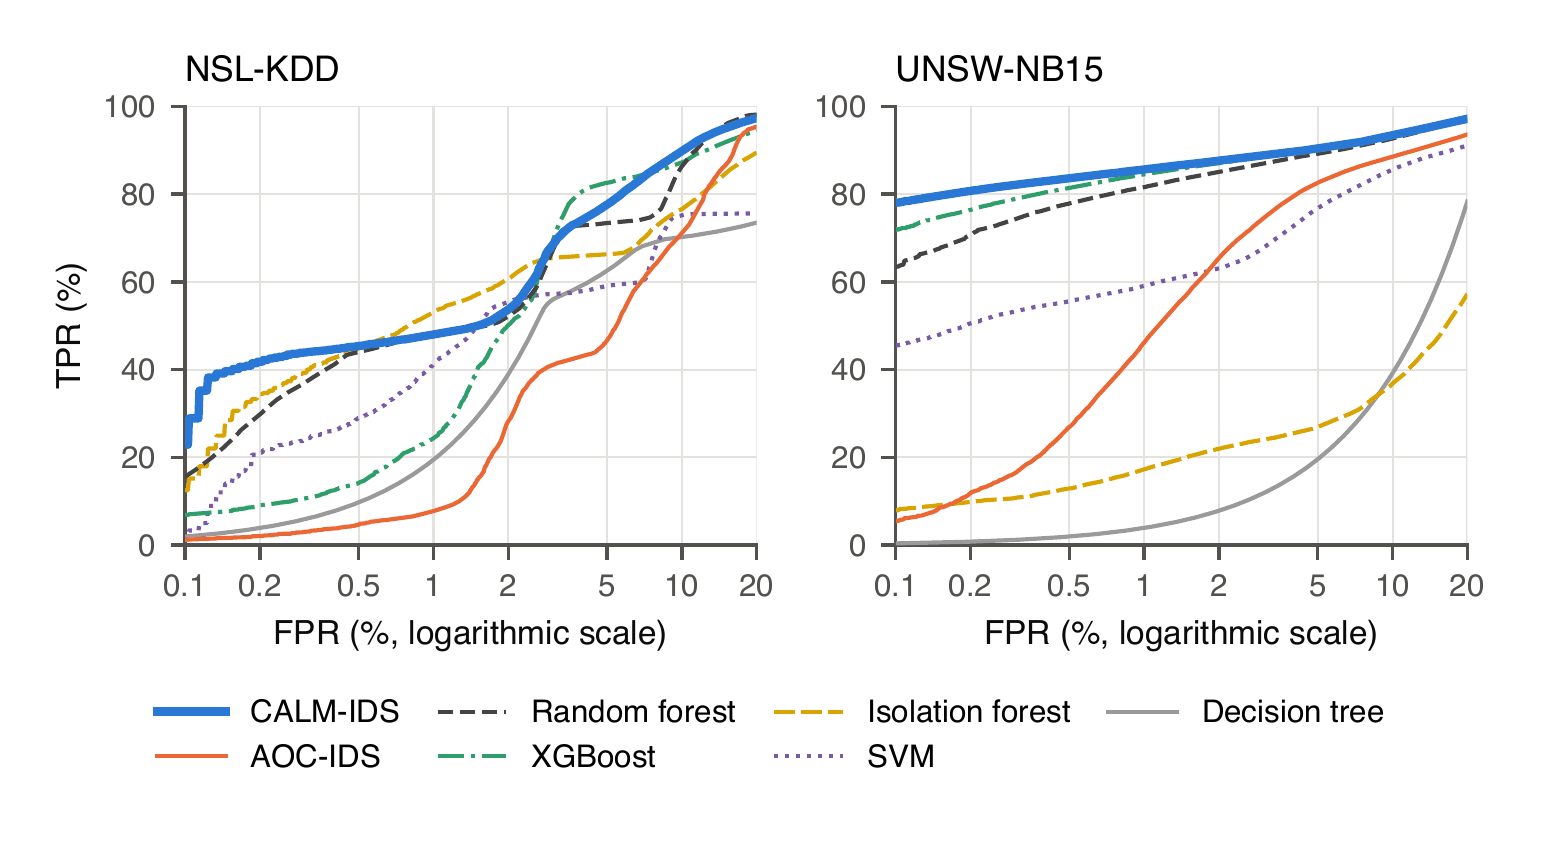 NSL-KDD
UNSW-NB15
TPR (%)
100
80
60
40
20
0
0.1 0.2 0.5 1 2 5 10 20
FPR (%, logarithmic scale)
100
80
60
40
20
0
0.1 0.2 0.5 1 2 5 10 20
FPR (%, logarithmic scale)
CALM-IDS Random forest Isolation forest Decision tree
AOC-IDS XGBoost SVM